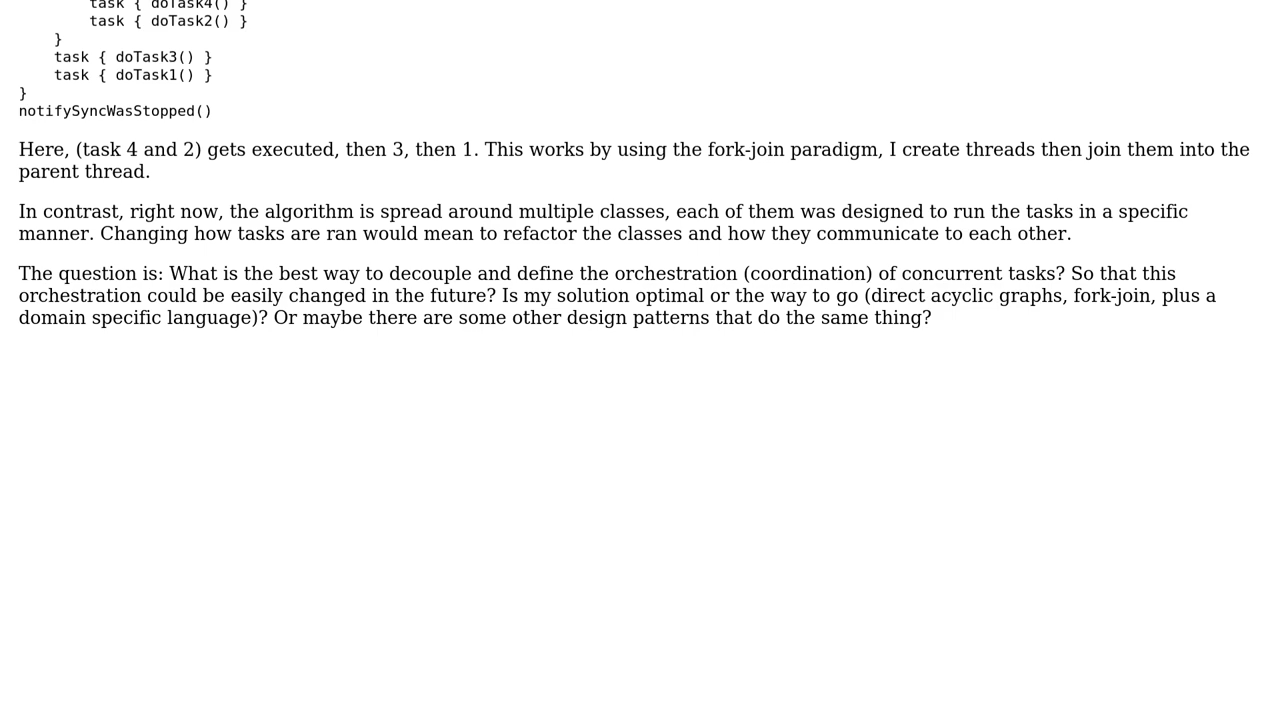 task { doTask4() }
task { doTask2() }
}
task { doTask3() }
task { doTask1() }
}
notifySyncWasStopped()
Here, (task 4 and 2) gets executed, then 3, then 1. This works by using the fork-join paradigm, I create threads then join them into the
parent thread.
In contrast, right now, the algorithm is spread around multiple classes, each of them was designed to run the tasks in a specific
manner. Changing how tasks are ran would mean to refactor the classes and how they communicate to each other.
The question is: What is the best way to decouple and define the orchestration (coordination) of concurrent tasks? So that this
orchestration could be easily changed in the future? Is my solution optimal or the way to go (direct acyclic graphs, fork-join, plus a
domain specific language)? Or maybe there are some other design patterns that do the same thing?